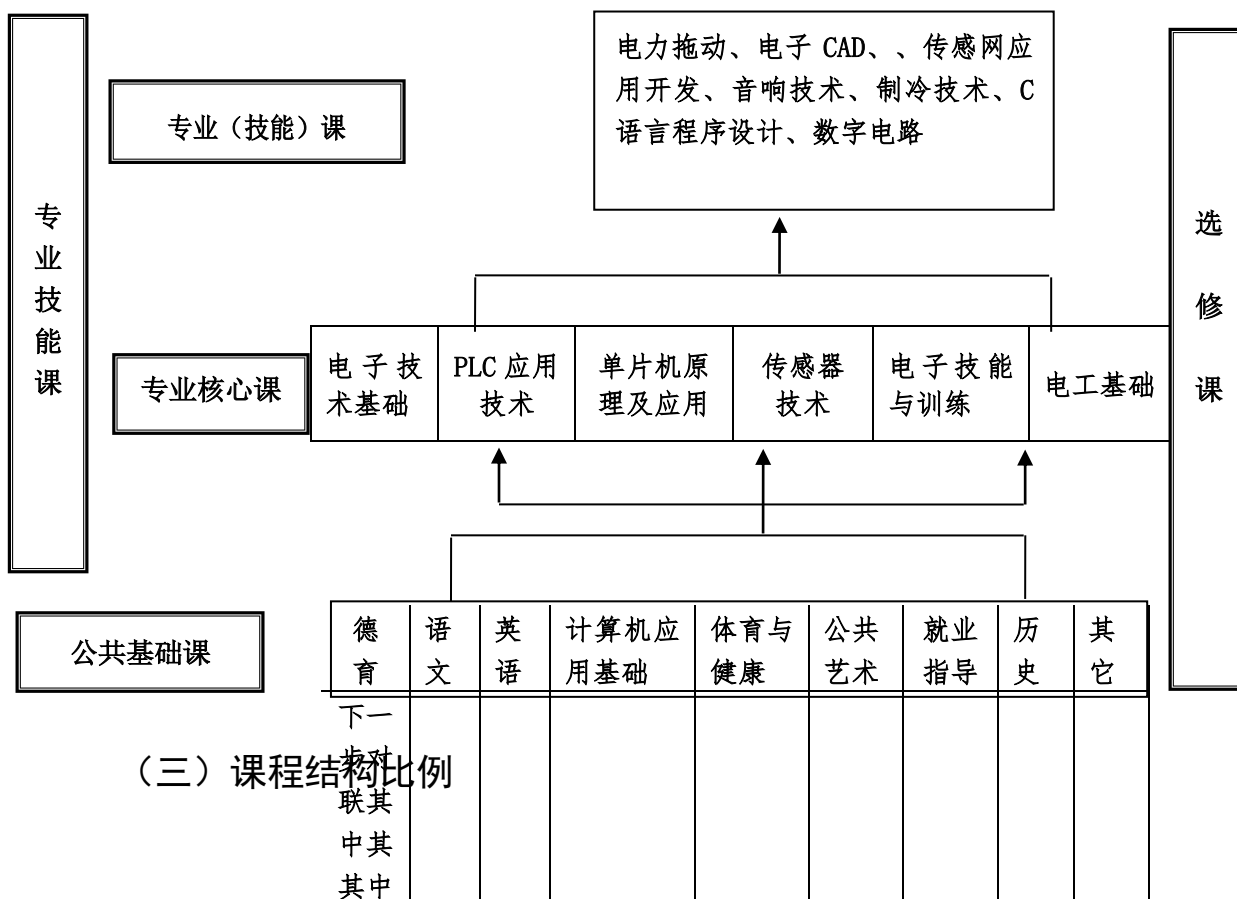 电力拖动、电子 CAD、、传感网应
用开发、音响技术、制冷技术、C
语言程序设计、数字电路
专业（技能）课
专业技能课
选修课
专业核心课
电子技
术基础
PLC 应用
技术
单片机原
理及应用
传感器
技术
电子技能
与训练
电工基础
公共基础课
德
育
语
文
英
语
计算机应
用基础
体育与
健康
公共
艺术
就业
指导
历
史
其
它
下一
步对
（三）课程结构比例
联其
中其
其中